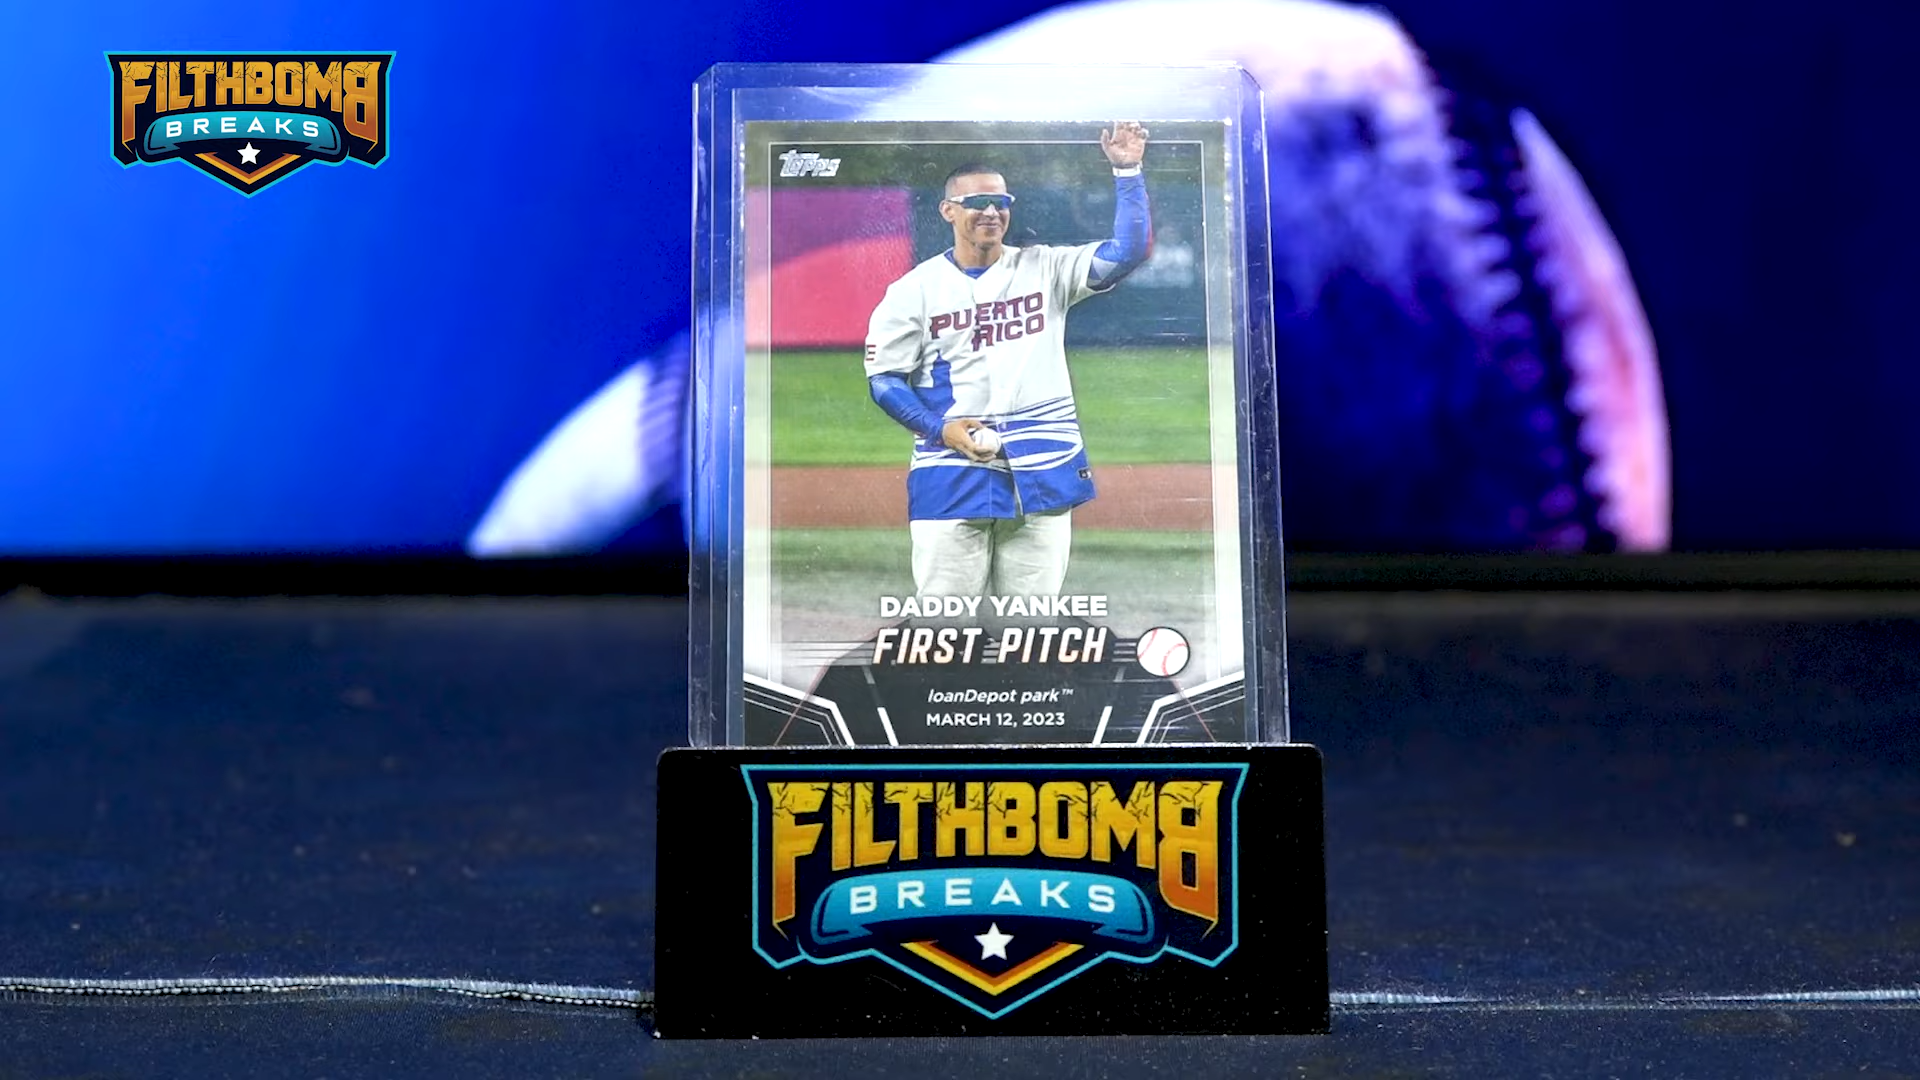 FILTHBOMB
BREAKS
Topps
PUERTO
RICO
DADDY YANKEE
FIRST PITCH
loanDepot park™
MARCH 12, 2023
FILTHBOMB
BREAKS